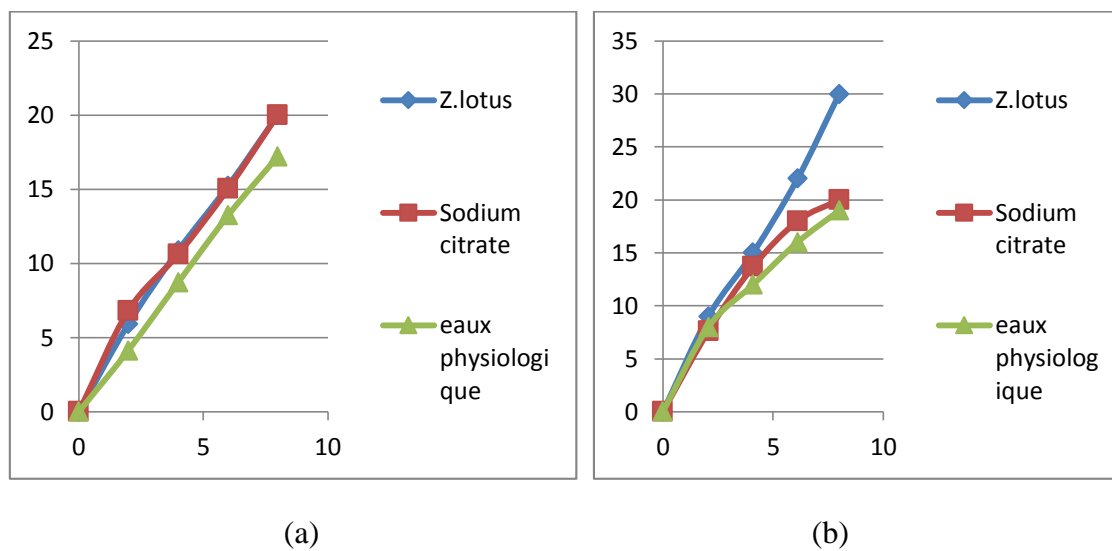 25
20
15
10
5
0
0 5 10
Z.lotus
Sodium
citrate
eaux
physiologi
que
35
30
25
20
15
10
5
0
0 5 10
Z.lotus
Sodium
citrate
eaux
physiolog
ique
(a) (b)